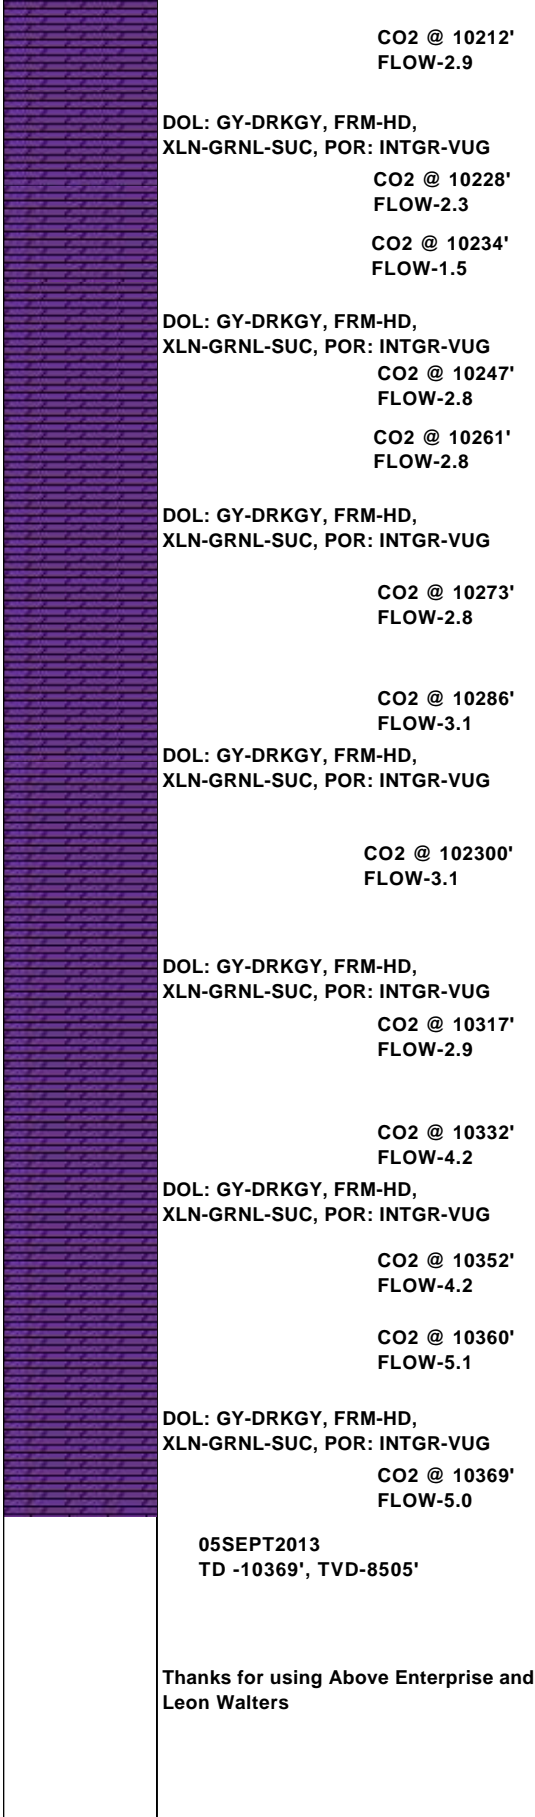 CO2 @ 10212'
FLOW-2.9
DOL: GY-DRKGY, FRM-HD,
XLN-GRNL-SUC, POR: INTGR-VUG
CO2 @ 10228'
FLOW-2.3
CO2 @ 10234'
FLOW-1.5
DOL: GY-DRKGY, FRM-HD,
XLN-GRNL-SUC, POR: INTGR-VUG
CO2 @ 10247'
FLOW-2.8
CO2 @ 10261'
FLOW-2.8
DOL: GY-DRKGY, FRM-HD,
XLN-GRNL-SUC, POR: INTGR-VUG
CO2 @ 10273'
FLOW-2.8
CO2 @ 10286'
FLOW-3.1
DOL: GY-DRKGY, FRM-HD,
XLN-GRNL-SUC, POR: INTGR-VUG
CO2 @ 102300'
FLOW-3.1
DOL: GY-DRKGY, FRM-HD,
XLN-GRNL-SUC, POR: INTGR-VUG
CO2 @ 10317'
FLOW-2.9
CO2 @ 10332'
FLOW-4.2
DOL: GY-DRKGY, FRM-HD,
XLN-GRNL-SUC, POR: INTGR-VUG
CO2 @ 10352'
FLOW-4.2
CO2 @ 10360'
FLOW-5.1
DOL: GY-DRKGY, FRM-HD,
XLN-GRNL-SUC, POR: INTGR-VUG
CO2 @ 10369'
FLOW-5.0
05SEPT2013
TD -10369', TVD-8505'
Thanks for using Above Enterprise and
Leon Walters